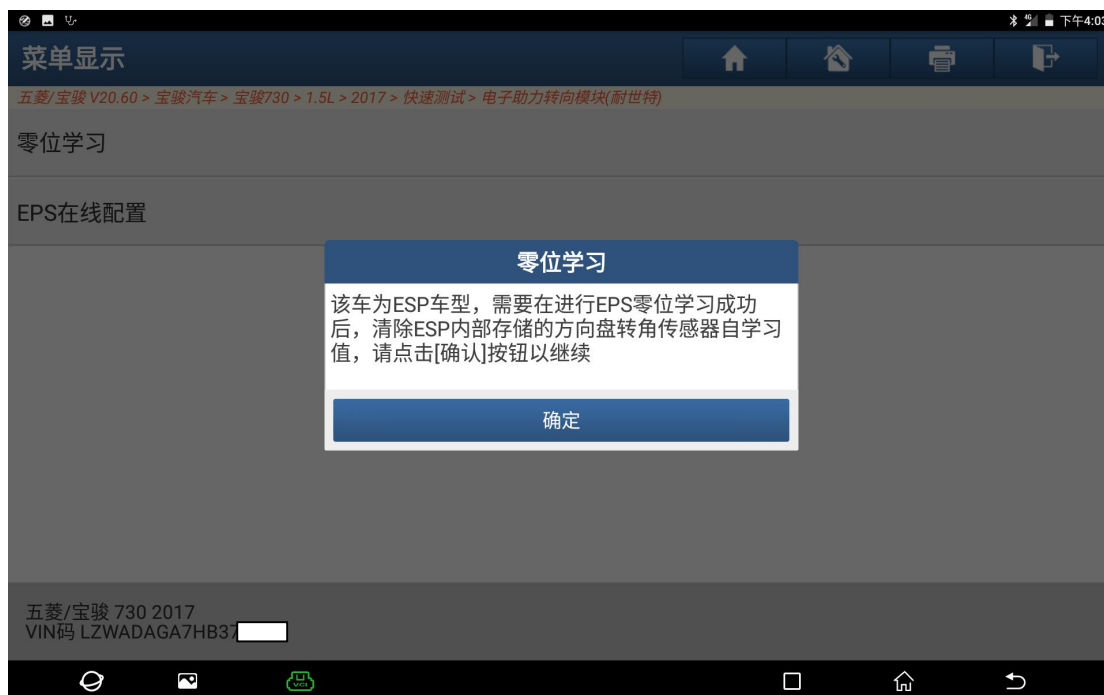 4G 下午4:03
菜单显示
五菱/宝骏 V20.60 > 宝骏汽车 > 宝骏730 > 1.5L > 2017 > 快速测试 > 电子助力转向模块(耐世特)
零位学习
EPS在线配置
零位学习
该车为ESP车型，需要在进行EPS零位学习成功
后，清除ESP内部存储的方向盘转角传感器自学习
值，请点击[确认]按钮以继续
确定
五菱/宝骏 730 2017
VIN码 LZWADAGA7HB37
VCI